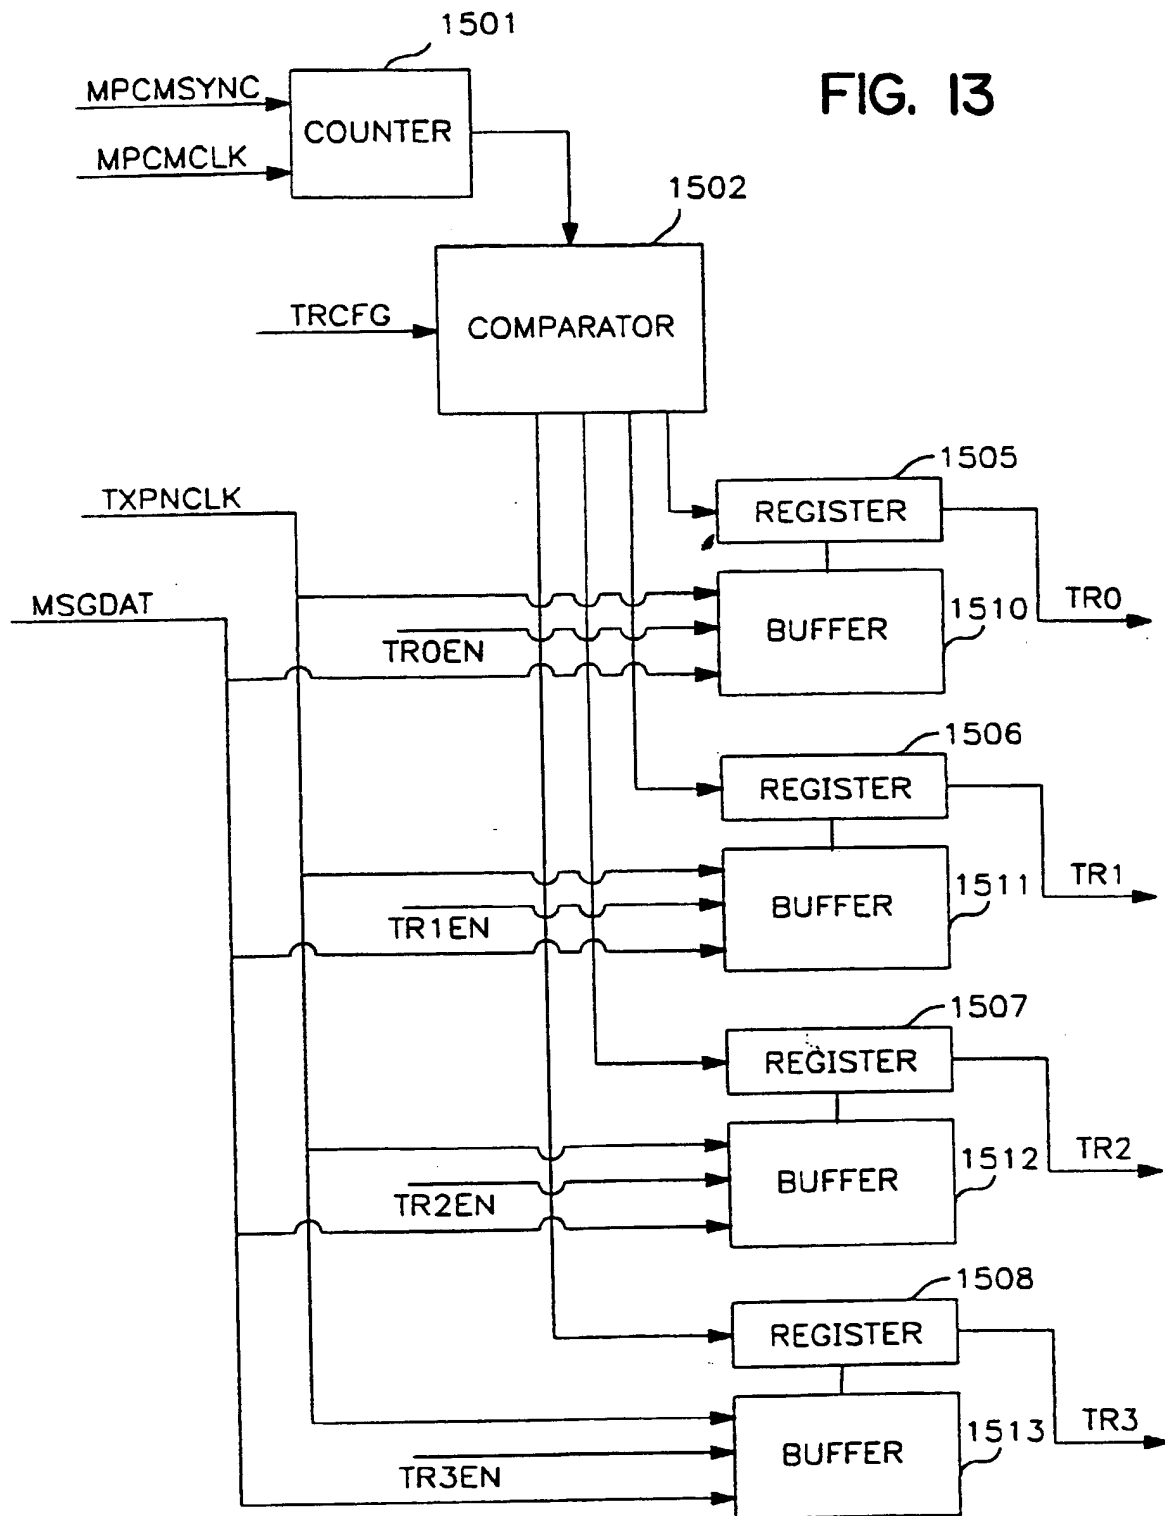 1501
FIG. 13
MPCMSYNC
COUNTER
MPCMCLK
1502
TRCFG
COMPARATOR
1505
TXPNCLK
REGISTER
MSGDAT
TR0
1510
BUFFER
TR0EN
1506
REGISTER
TR1
1511
BUFFER
TR1EN
1507
REGISTER
TR2
1512
BUFFER
TR2EN
1508
REGISTER
TR3
1513
BUFFER
TR3EN